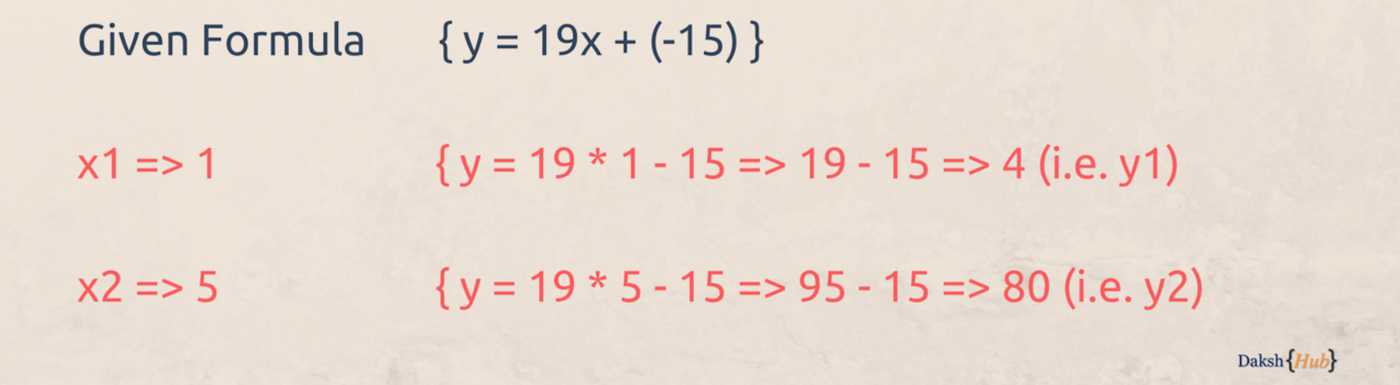 Given Formula { y = 19x + (-15) }
x1 => 1 { y = 19 * 1 - 15 => 19 - 15 => 4 (i.e. y1)
x2 => 5 { y = 19 * 5 - 15 => 95 - 15 => 80 (i.e. y2)
Daksh{Hub}